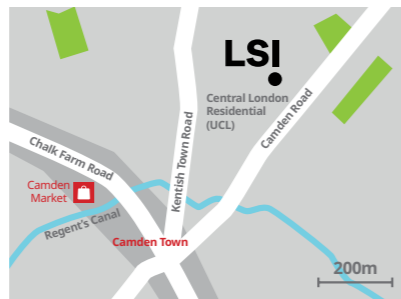 LSI
Central London
Residential
(UCL)
Camden Road
Kentish Town Road
Chalk Farm Road
Camden
Market
Regent's Canal
Camden Town
200m